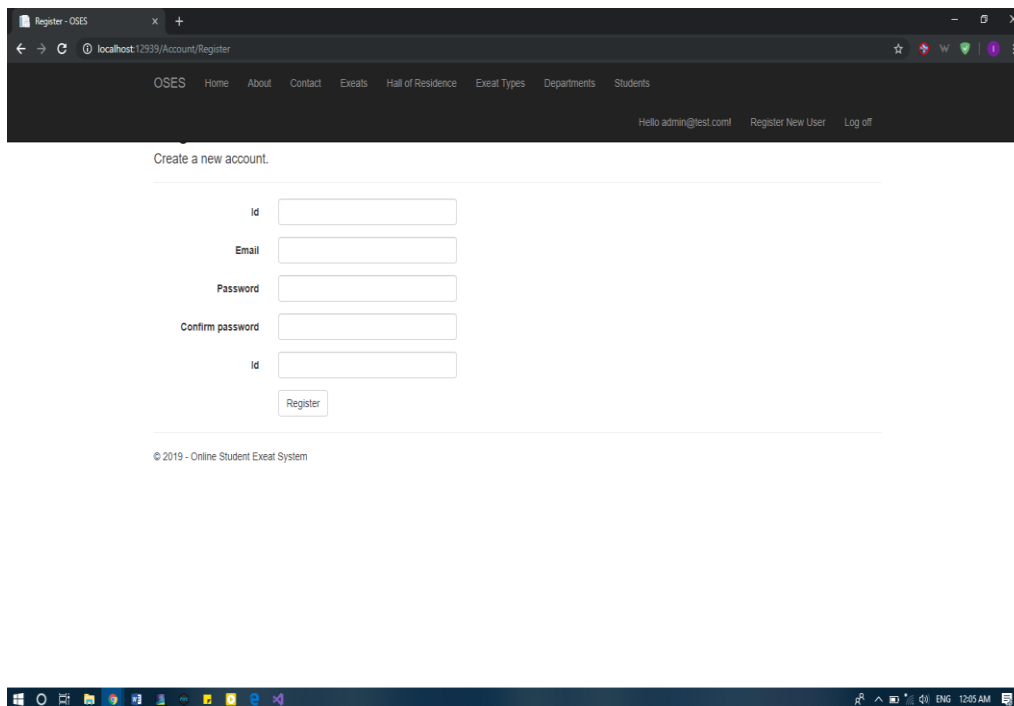 Register - OSES
localhost:12939/Account/Register
OSES Home About Contact Exeats Hall of Residence Exeat Types Departments Students
Hello admin@test.com! Register New User Log off
Create a new account.
Id
Email
Password
Confirm password
Id
Register
© 2019 - Online Student Exeat System
ENG 12:05 AM